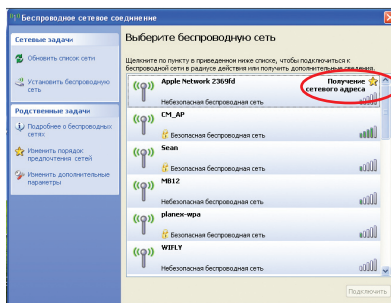 Беспроводное сетевое соединение
Сетевые задачи
Обновить список сети
Установить беспроводную
сеть
Родственные задачи
Подробнее о беспроводных
сетях
Изменить порядок
предпочтения сетей
Изменить дополнительные
параметры
Выберите беспроводную сеть
Щелкните по пункту в приведенном ниже списке, чтобы подключиться к
беспроводной сети в радиусе действия или получить дополнительные сведения.
Apple Network 2369fd
Получение
сетевого адреса
Небезопасная беспроводная сеть
CM_AP
Безопасная беспроводная сеть
Sean
Безопасная беспроводная сеть
MB12
Небезопасная беспроводная сеть
planex-wpa
Безопасная беспроводная сеть
WIFLY
Небезопасная беспроводная сеть
Подключить